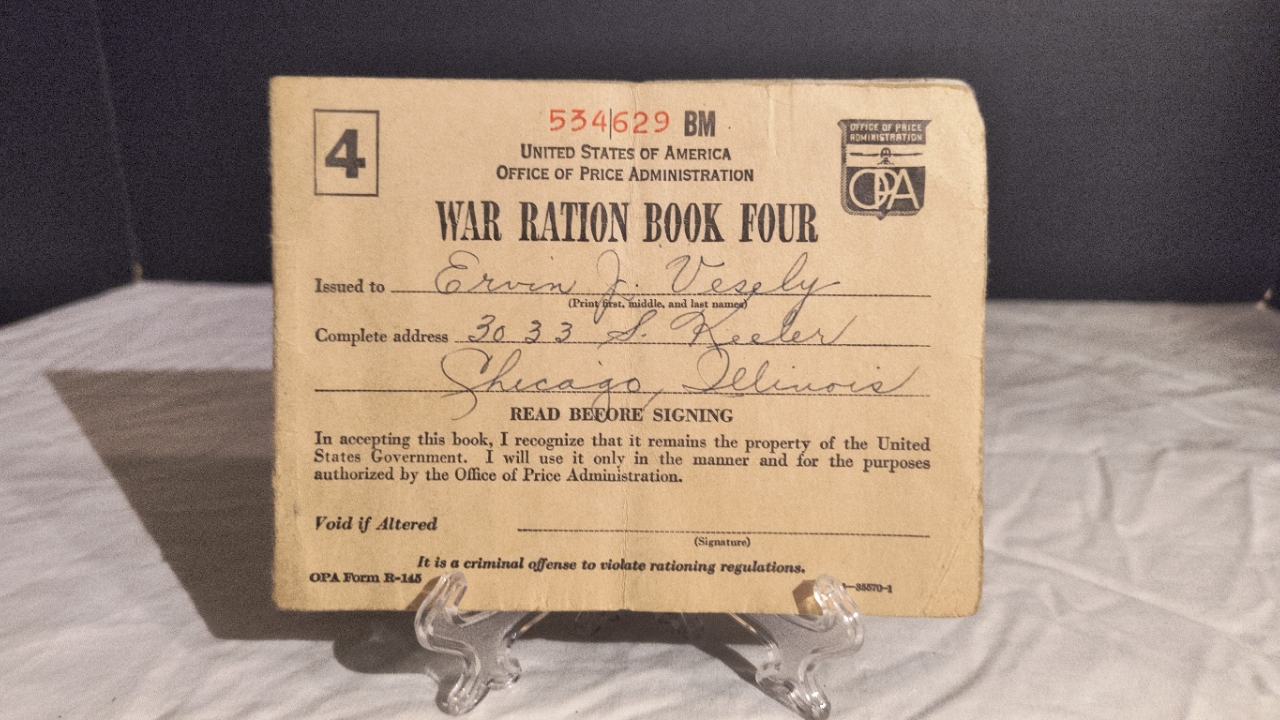 4
534629 BM
UNITED STATES OF AMERICA
OFFICE OF PRICE ADMINISTRATION
OFFICE OF PRICE
ADMINISTRATION
OPA
WAR RATION BOOK FOUR
Issued to Ervin J. Vesely
(Print first, middle, and last names)
Complete address 3033 S. Keeler
Chicago, Illinois
READ BEFORE SIGNING
In accepting this book, I recognize that it remains the property of the United
States Government. I will use it only in the manner and for the purposes
authorized by the Office of Price Administration.
Void if Altered
(Signature)
It is a criminal offense to violate rationing regulations.
OPA Form R-145
—35570-1